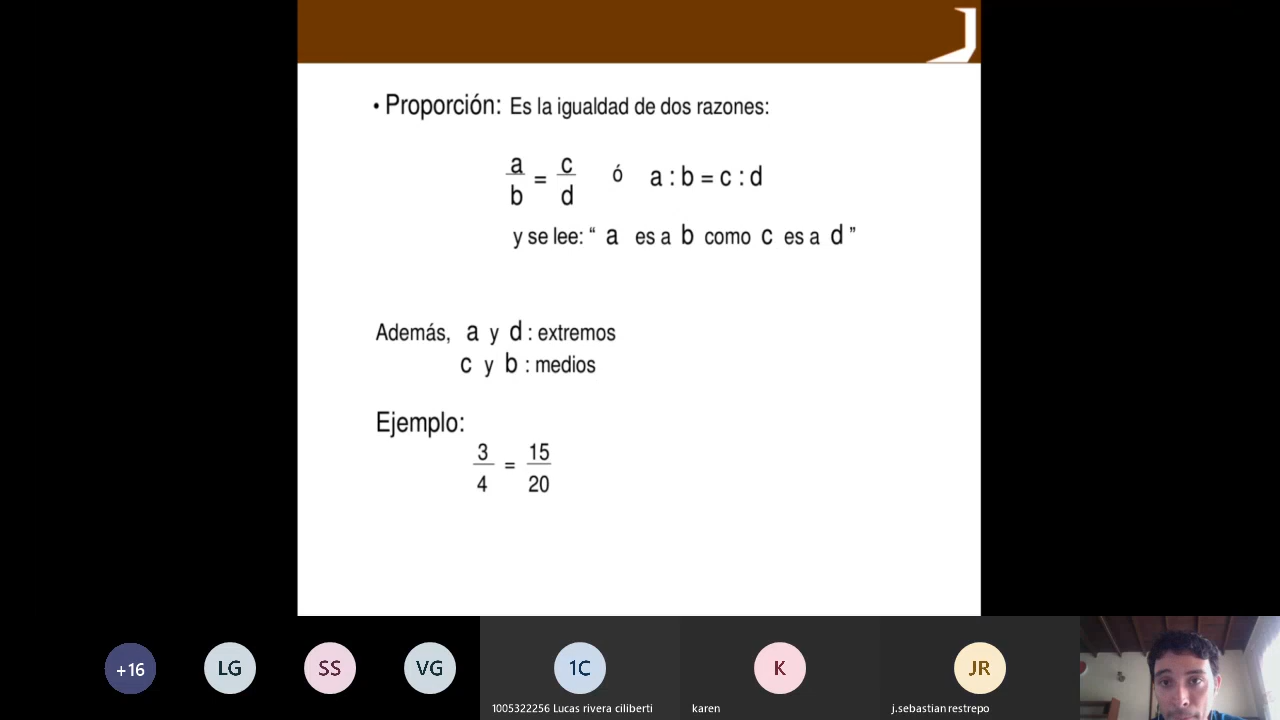 • Proporción: Es la igualdad de dos razones:
a/b = c/d ó a : b = c : d
y se lee: “ a es a b como c es a d ”
Además, a y d : extremos
c y b : medios
Ejemplo:
3/4 = 15/20
+16 LG SS VG 1C K JR
1005322256 Lucas rivera ciliberti karen j.sebastian restrepo